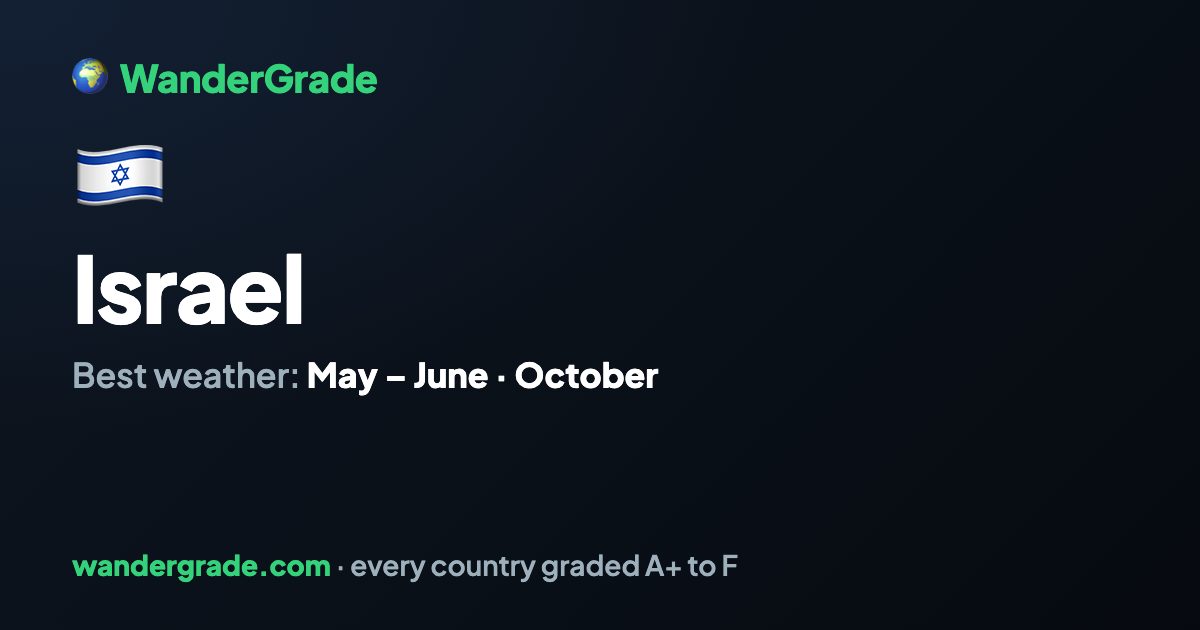 WanderGrade
Israel
Best weather: May – June · October
wandergrade.com · every country graded A+ to F